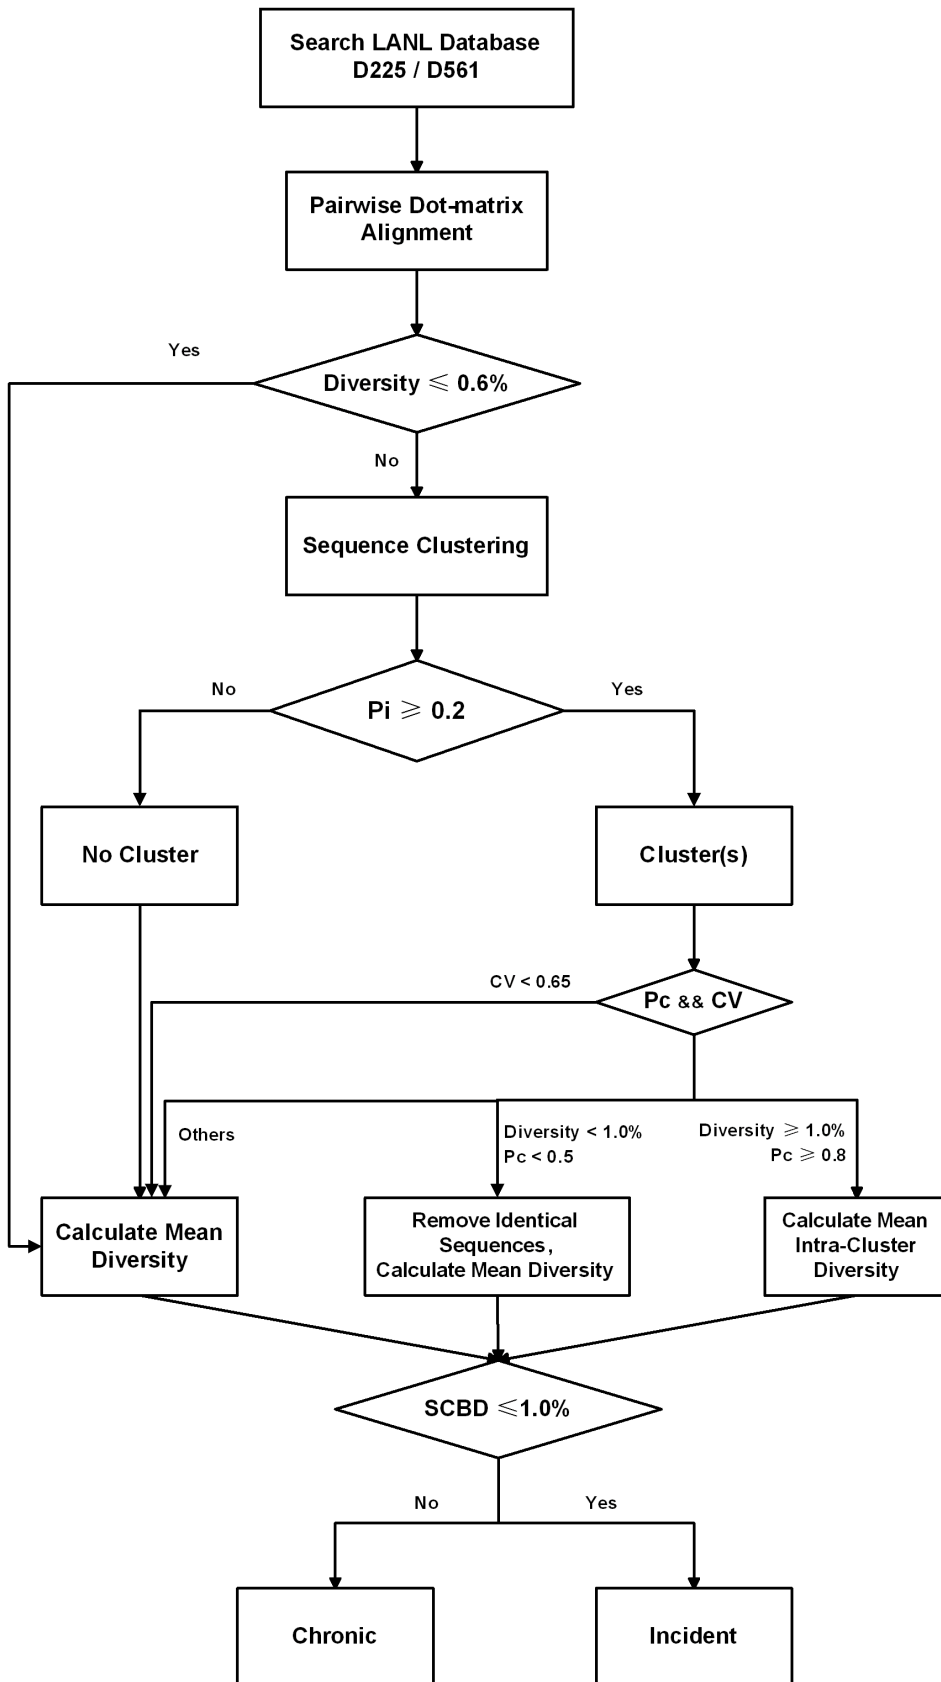 Search LANL Database
D225 / D561
Pairwise Dot-matrix
Alignment
Yes
Diversity ≤ 0.6%
No
Sequence Clustering
No
Yes
Pi ≥ 0.2
No Cluster
Cluster(s)
CV < 0.65
Pc && CV
Others
Diversity < 1.0%
Pc < 0.5
Diversity ≥ 1.0%
Pc ≥ 0.8
Calculate Mean
Diversity
Remove Identical
Sequences,
Calculate Mean Diversity
Calculate Mean
Intra-Cluster
Diversity
SCBD ≤1.0%
No
Yes
Chronic
Incident